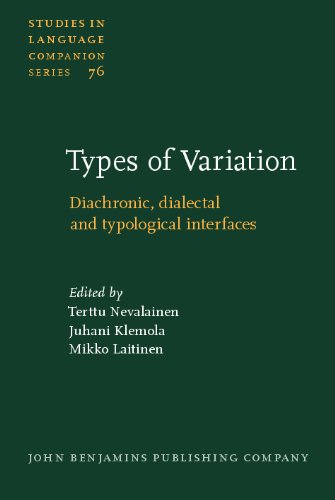 STUDIES IN
LANGUAGE
COMPANION
SERIES 76
Types of Variation
Diachronic, dialectal
and typological interfaces
Edited by
Terttu Nevalainen
Juhani Klemola
Mikko Laitinen
JOHN BENJAMINS PUBLISHING COMPANY